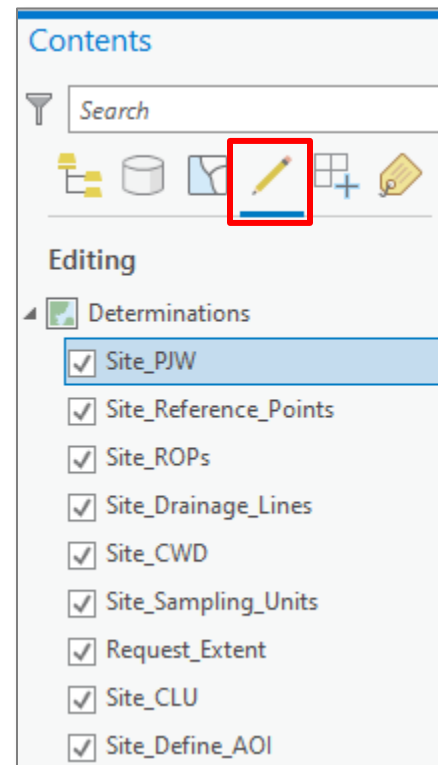 Contents
Search
Editing
Determinations
Site_PJW
Site_Reference_Points
Site_ROPs
Site_Drainage_Lines
Site_CWD
Site_Sampling_Units
Request_Extent
Site_CLU
Site_Define_AOI